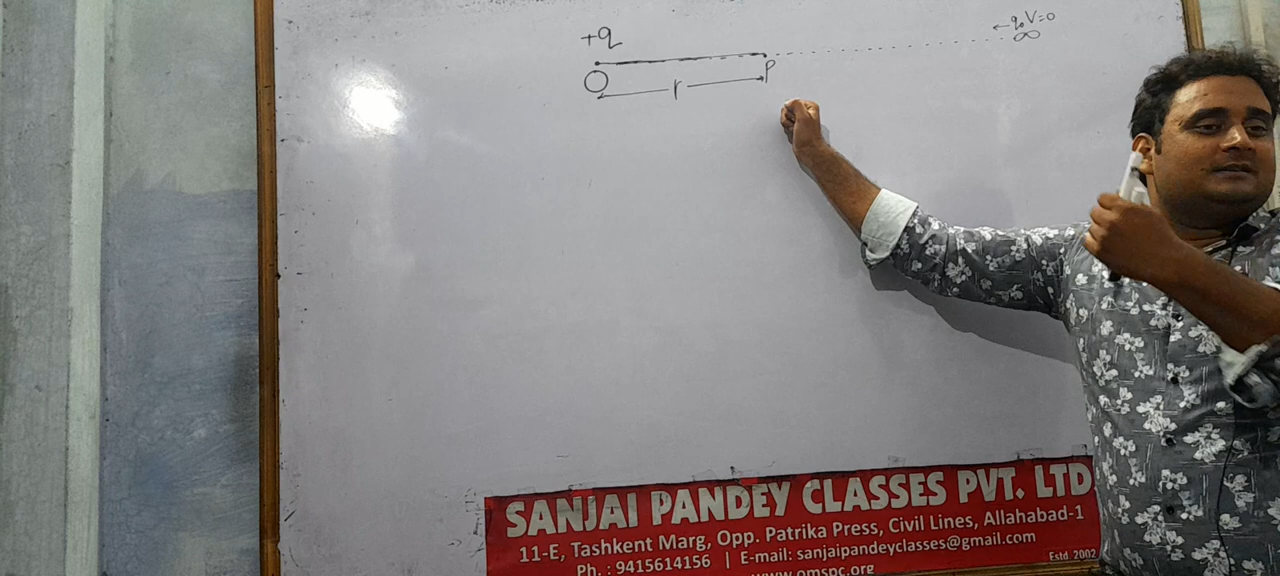 +q
← q₀ V=0
∞
O
P
r
SANJAI PANDEY CLASSES PVT. LTD
11-E, Tashkent Marg, Opp. Patrika Press, Civil Lines, Allahabad-1
Ph. : 9415614156 | E-mail: sanjaipandeyclasses@gmail.com
www.omspc.org
Estd. 2002